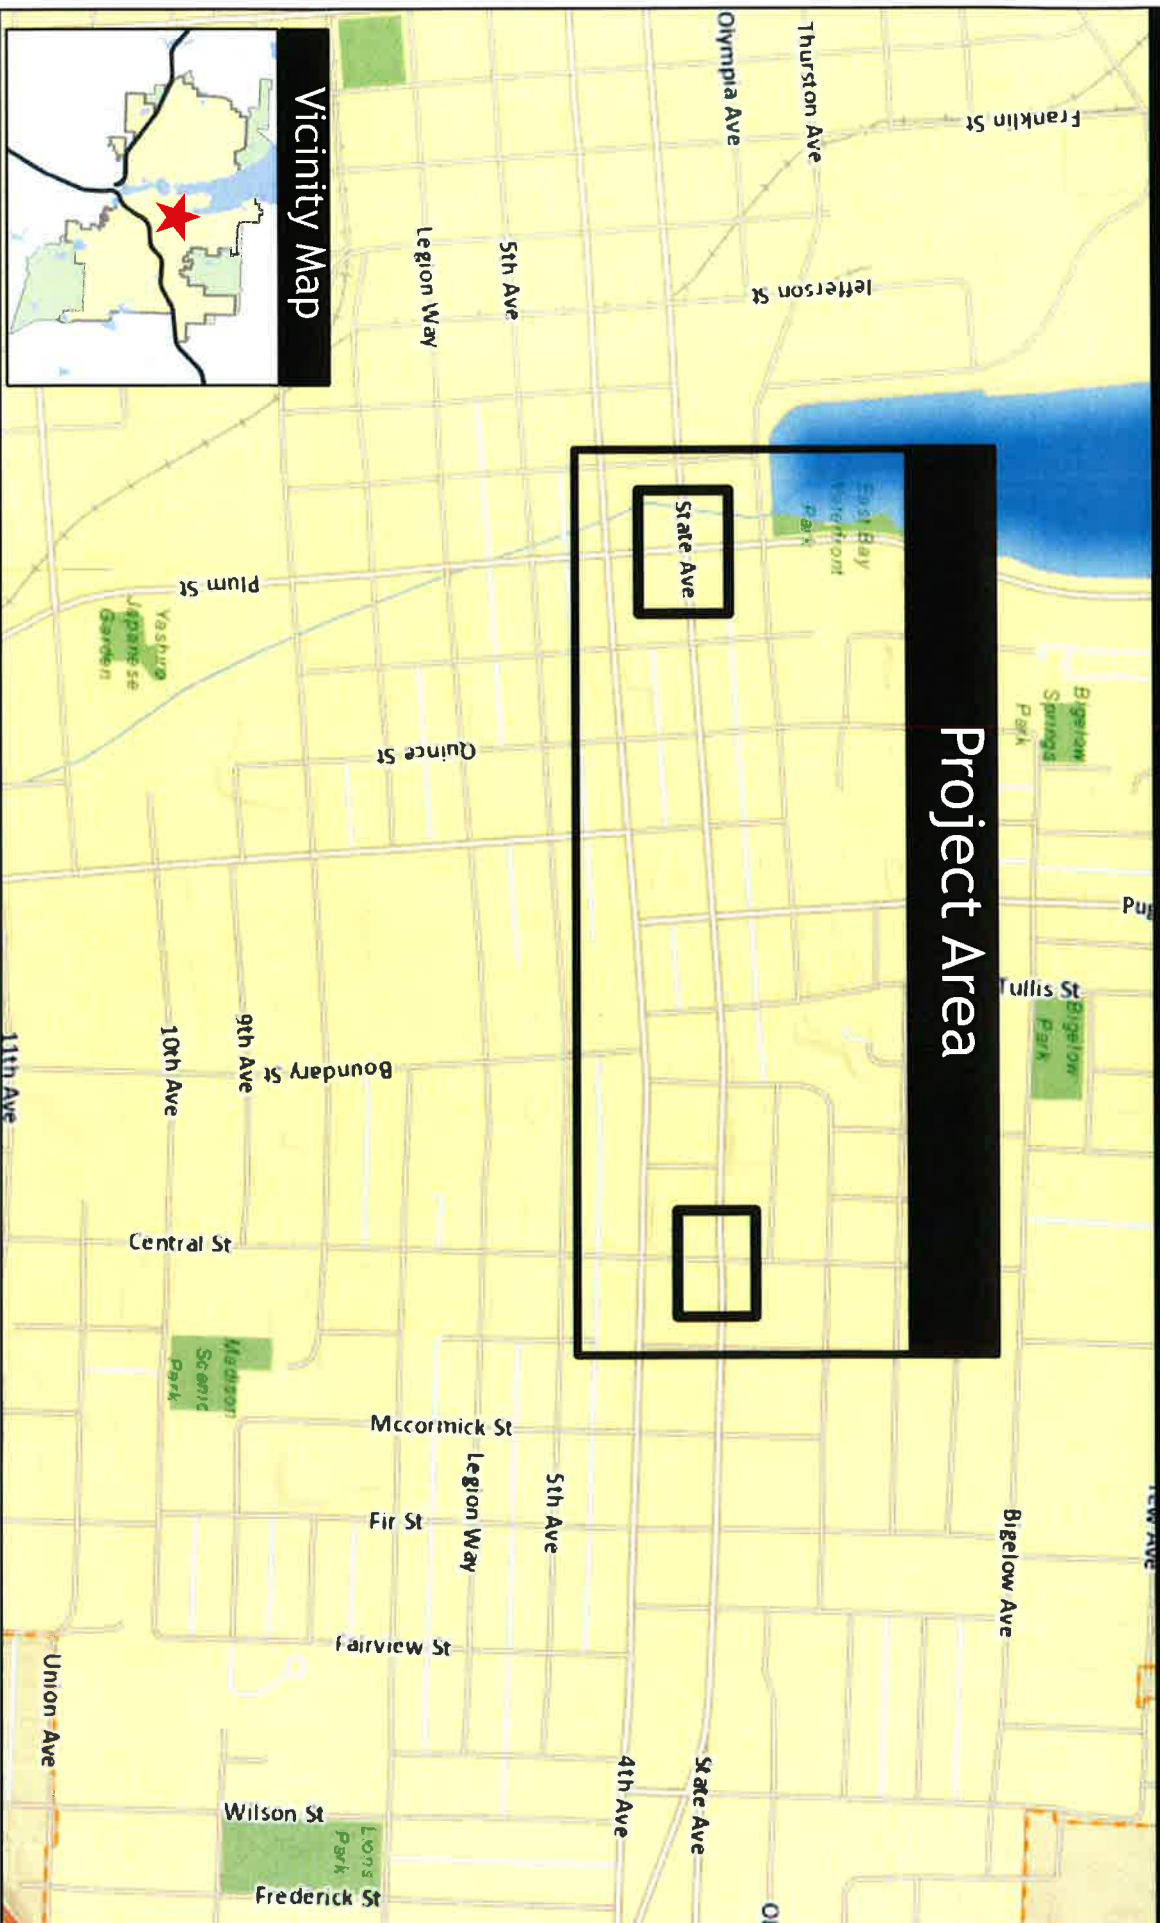 Project Area
Vicinity Map
Olympia Ave
Thurston Ave
Franklin St
Legion Way
5th Ave
Jefferson St
State Ave
East Bay
Waterfront
Park
Plum St
Yashiro
Japanese
Garden
Quince St
Bigelow
Springs
Park
Tullis St
Bigelow
Park
11th Ave
10th Ave
9th Ave
Boundary St
Central St
Madison
Scenic
Park
Mccormick St
Legion Way
5th Ave
Fir St
Bigelow Ave
Fairview St
Union Ave
4th Ave
State Ave
Wilson St
Lions
Park
Frederick St